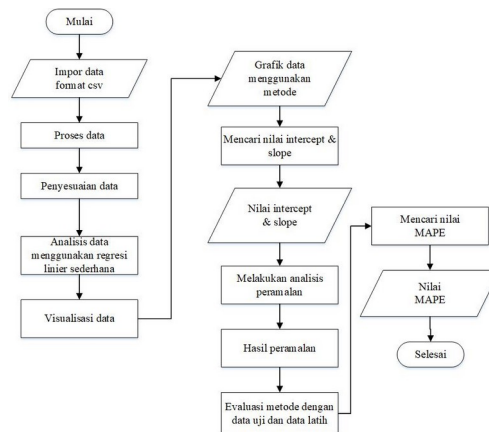 Mulai
Impor data
format csv
Proses data
Penyesuaian data
Analisis data
menggunakan regresi
linier sederhana
Visualisasi data
Grafik data
menggunakan
metode
Mencari nilai intercept &
slope
Nilai intercept
& slope
Melakukan analisis
peramalan
Hasil peramalan
Evaluasi metode dengan
data uji dan data latih
Mencari nilai
MAPE
Nilai
MAPE
Selesai